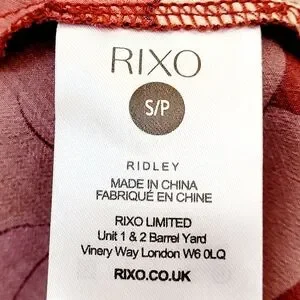 RIXO
S/P
RIDLEY
MADE IN CHINA
FABRIQUÉ EN CHINE
RIXO LIMITED
Unit 1 & 2 Barrel Yard
Vinery Way London W6 0LQ
RIXO.CO.UK